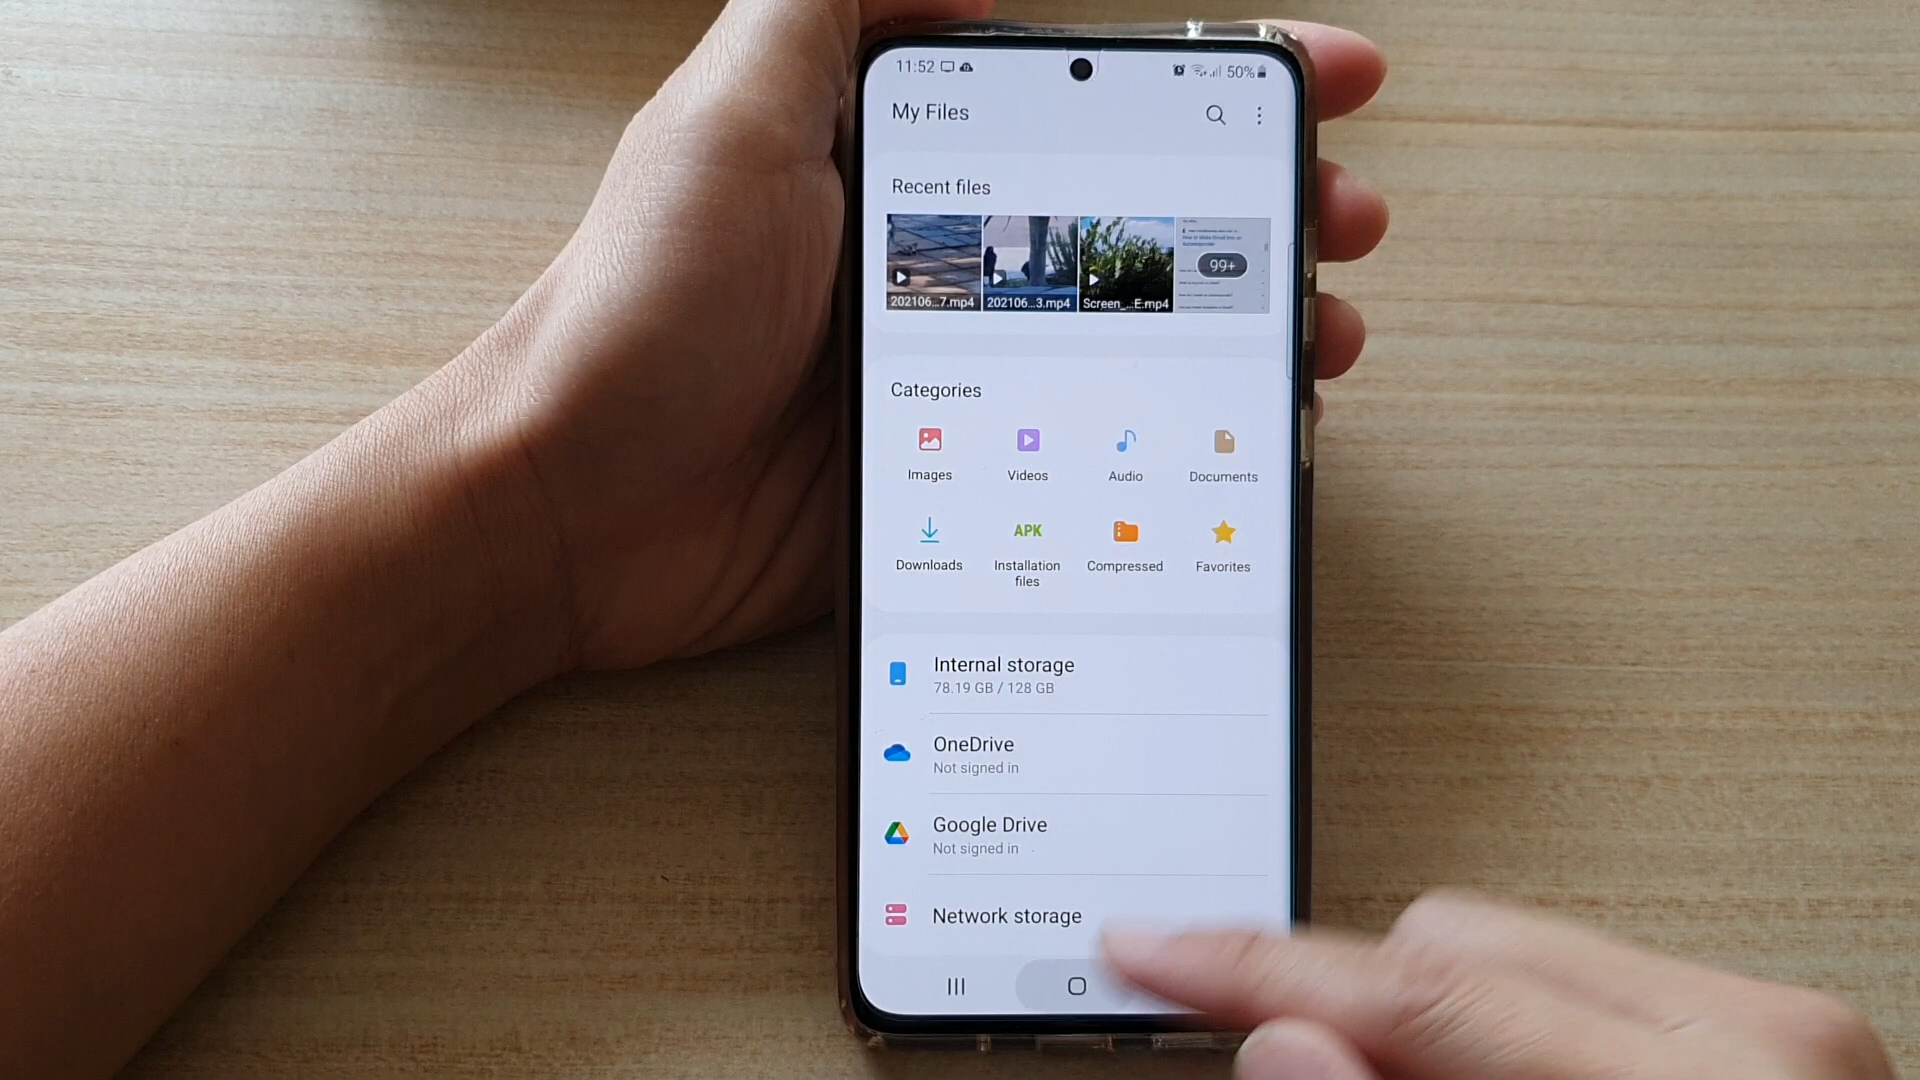 11:52
50%
My Files
Recent files
202106...7.mp4
202106...3.mp4
Screen_...E.mp4
99+
Categories
Images
Videos
Audio
Documents
Downloads
APK
Installation files
Compressed
Favorites
Internal storage
78.19 GB / 128 GB
OneDrive
Not signed in
Google Drive
Not signed in
Network storage